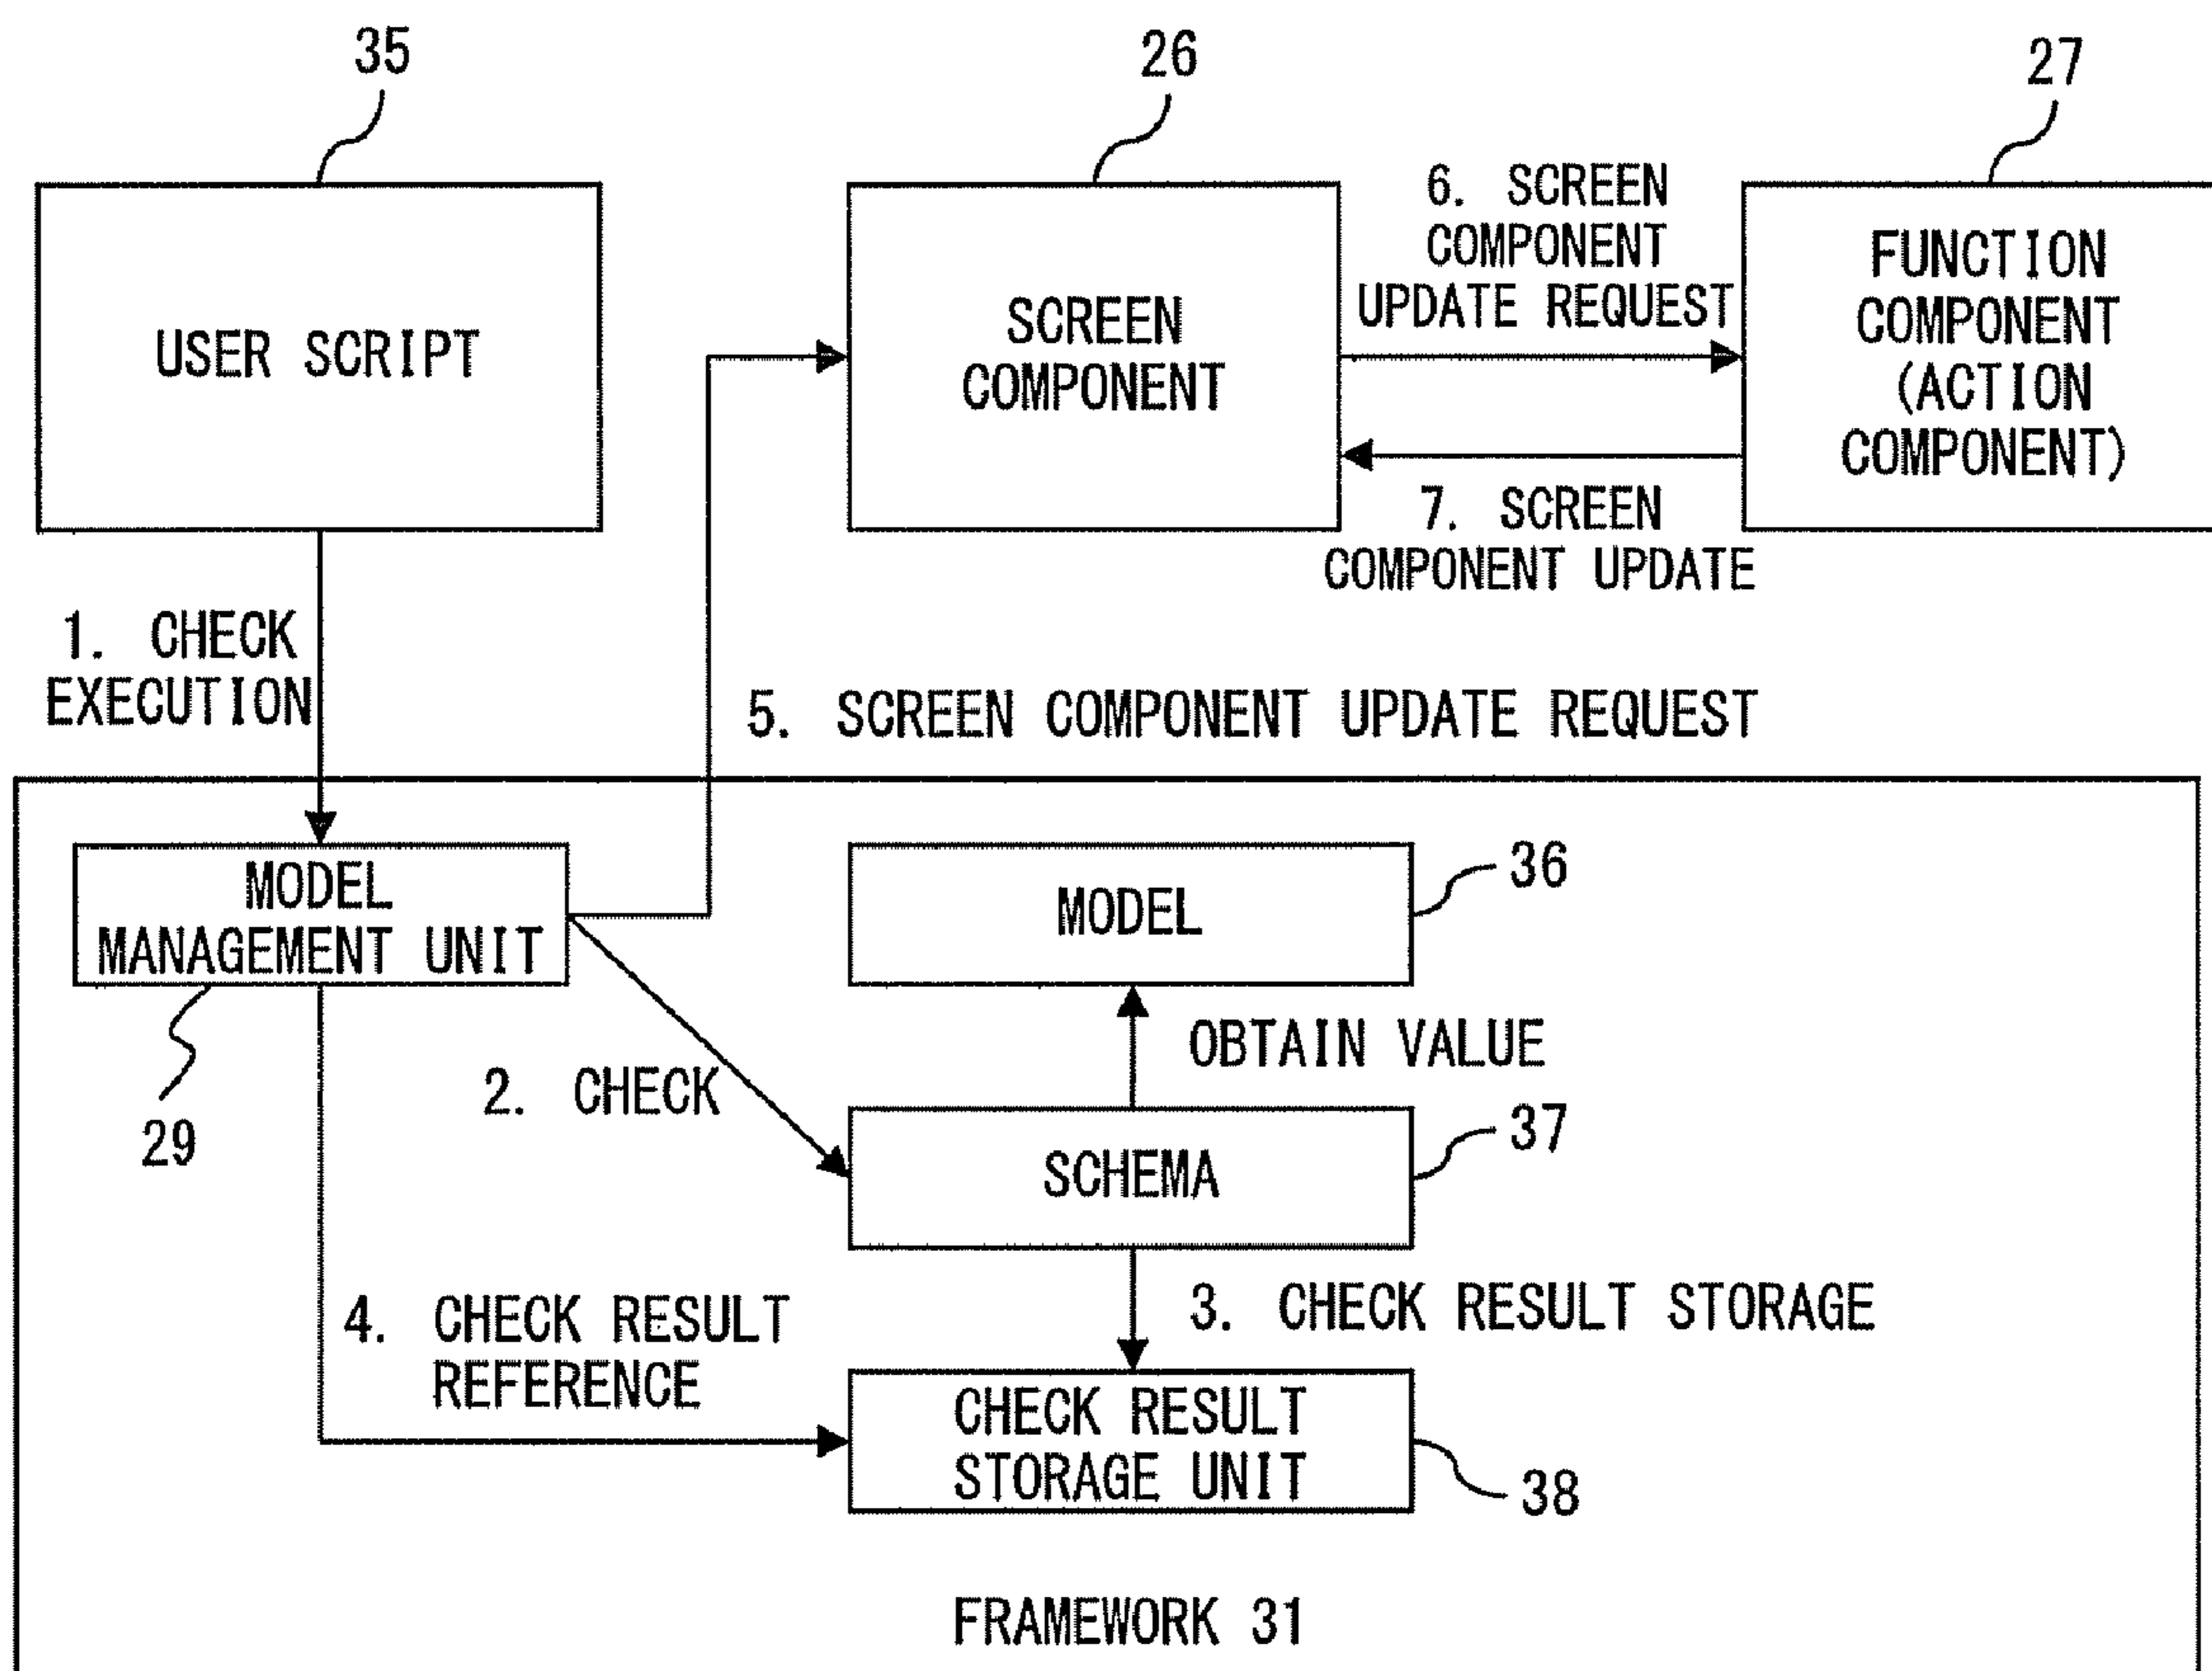 35
26
27
USER SCRIPT
SCREEN
COMPONENT
6. SCREEN
COMPONENT
UPDATE REQUEST
FUNCTION
COMPONENT
(ACTION
COMPONENT)
7. SCREEN
COMPONENT UPDATE
1. CHECK
EXECUTION
5. SCREEN COMPONENT UPDATE REQUEST
MODEL
MANAGEMENT UNIT
29
MODEL
36
OBTAIN VALUE
2. CHECK
SCHEMA
37
3. CHECK RESULT STORAGE
4. CHECK RESULT
REFERENCE
CHECK RESULT
STORAGE UNIT
38
FRAMEWORK 31